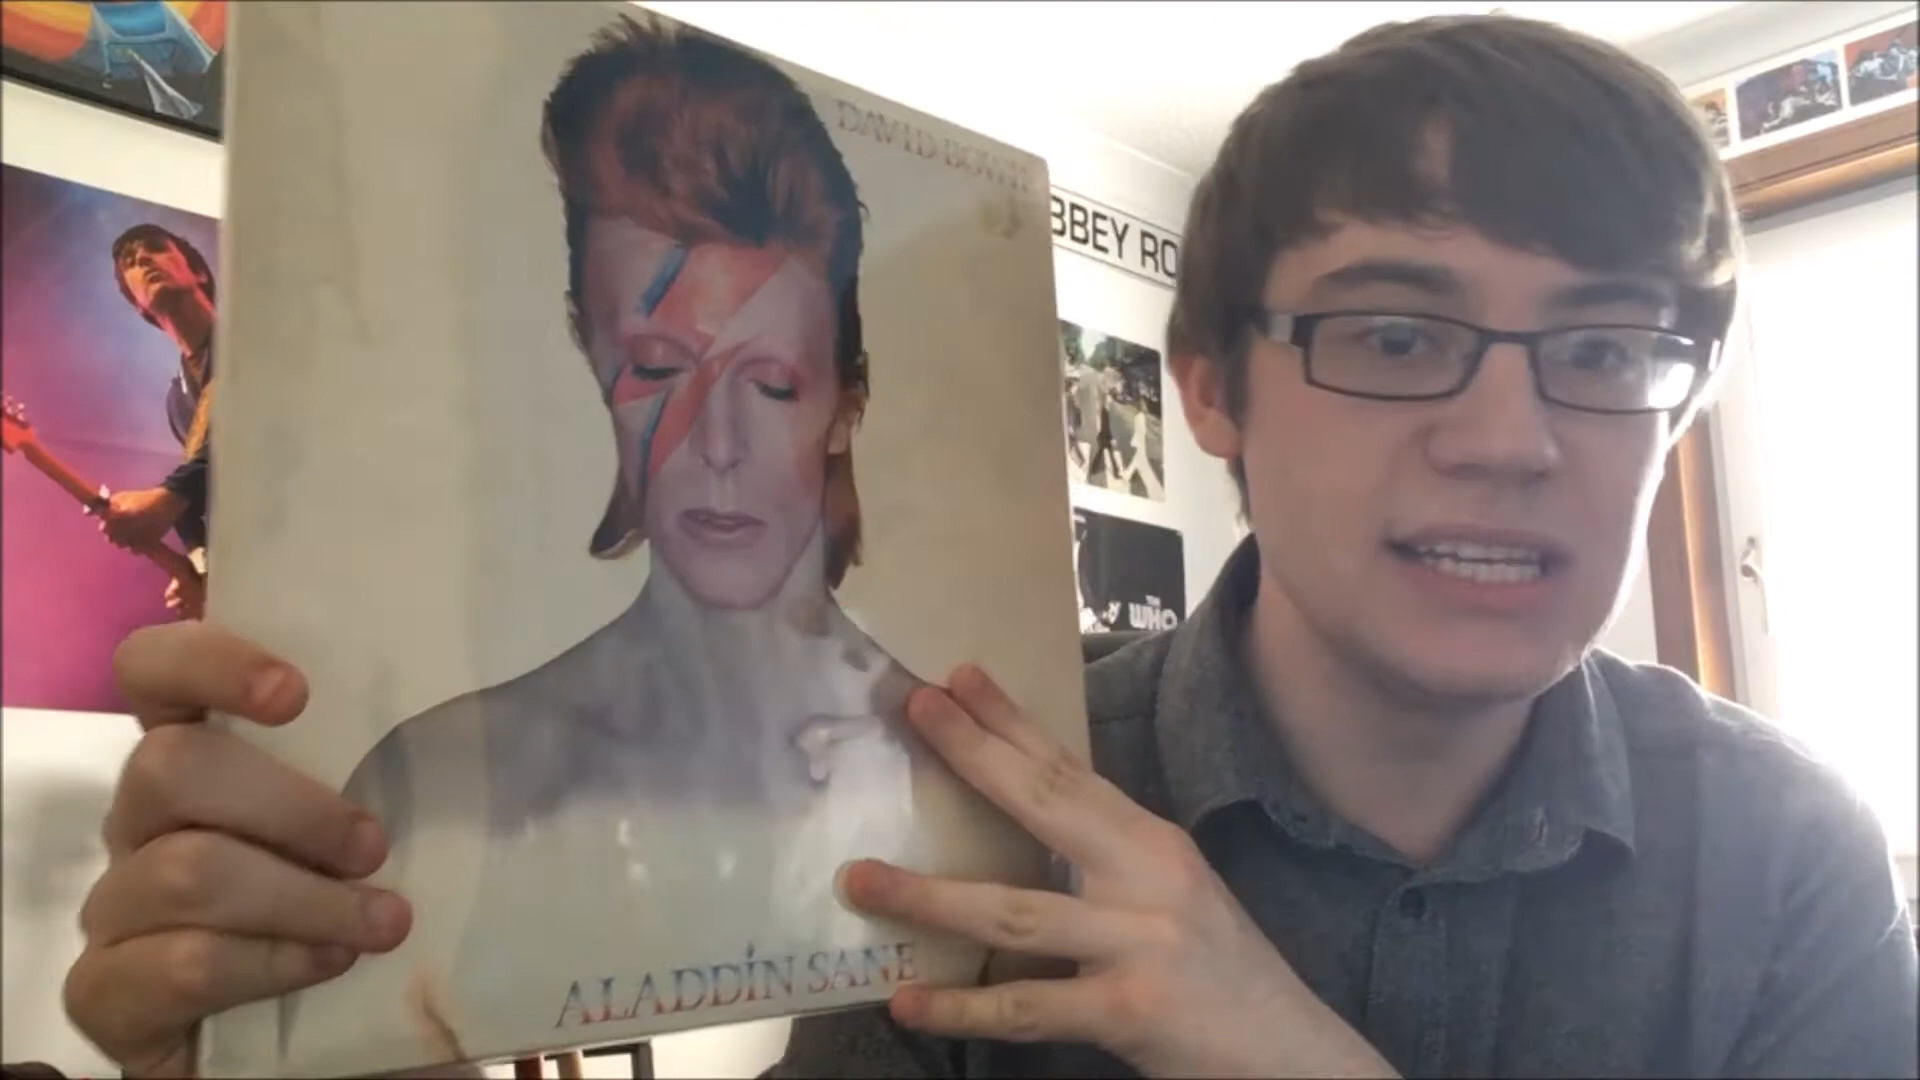 DAVID BOWIE
BBEY RO
THE
WHO
ALADDIN SANE